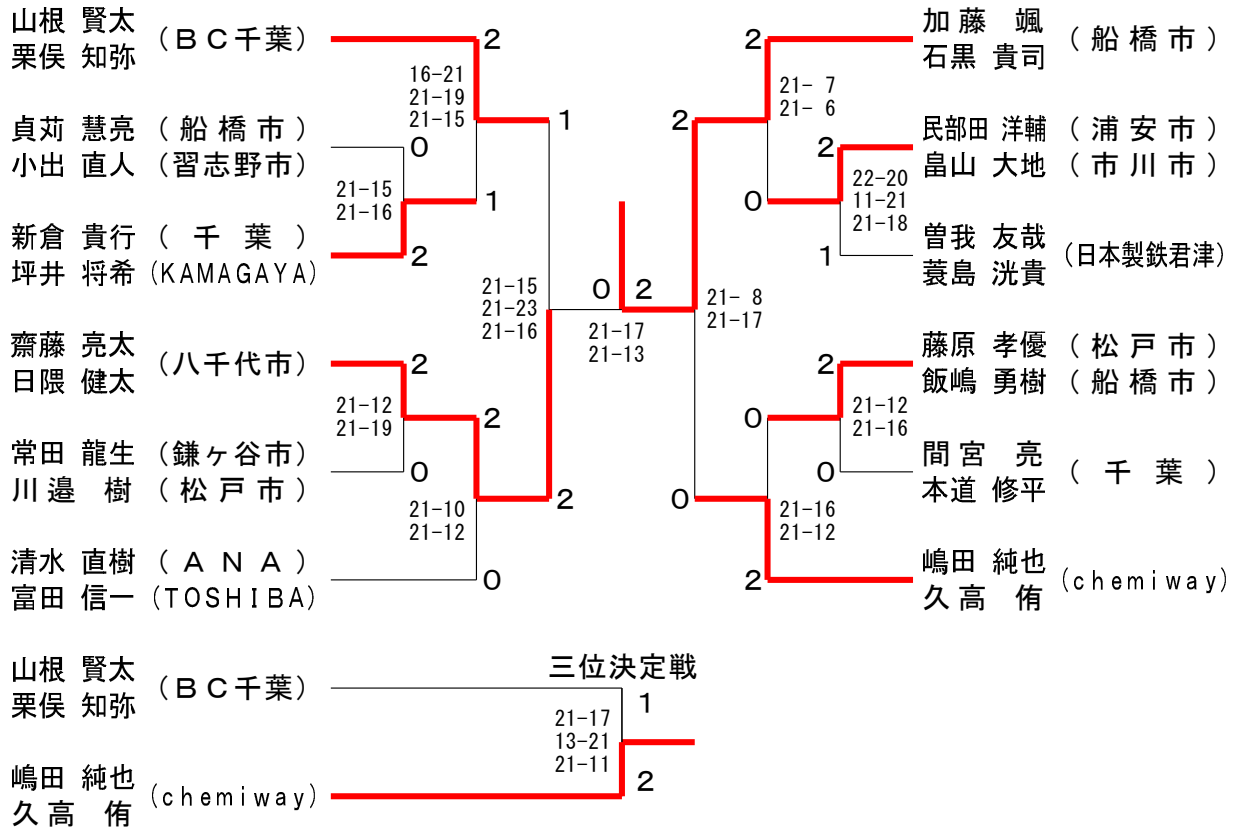 山根 賢太
栗俣 知弥
(BC千葉)
2
16-21
21-19
21-15
1
貞苅 慧亮 (船橋市)
小出 直人 (習志野市)
0
21-15
21-16
1
新倉 貴行 (千葉)
坪井 将希 (KAMAGAYA)
2
21-15
21-23
21-16
齋藤 亮太
日隈 健太
(八千代市)
2
21-12
21-19
2
常田 龍生 (鎌ヶ谷市)
川邉 樹 (松戸市)
0
21-10
21-12
2
清水 直樹 (ANA)
富田 信一 (TOSHIBA)
0
0 2
21-17
21-13
加藤 颯
石黒 貴司
(船橋市)
2
21- 7
21- 6
2
民部田 洋輔 (浦安市)
畠山 大地 (市川市)
2
22-20
11-21
21-18
0
曽我 友哉
蓑島 洸貴
(日本製鉄君津)
1
21- 8
21-17
藤原 孝優 (松戸市)
飯嶋 勇樹 (船橋市)
2
21-12
21-16
0
間宮 亮
本道 修平
(千葉)
0
21-16
21-12
0
嶋田 純也
久高 侑
(chemiway)
2
三位決定戦
山根 賢太
栗俣 知弥
(BC千葉)
1
21-17
13-21
21-11
嶋田 純也
久高 侑
(chemiway)
2